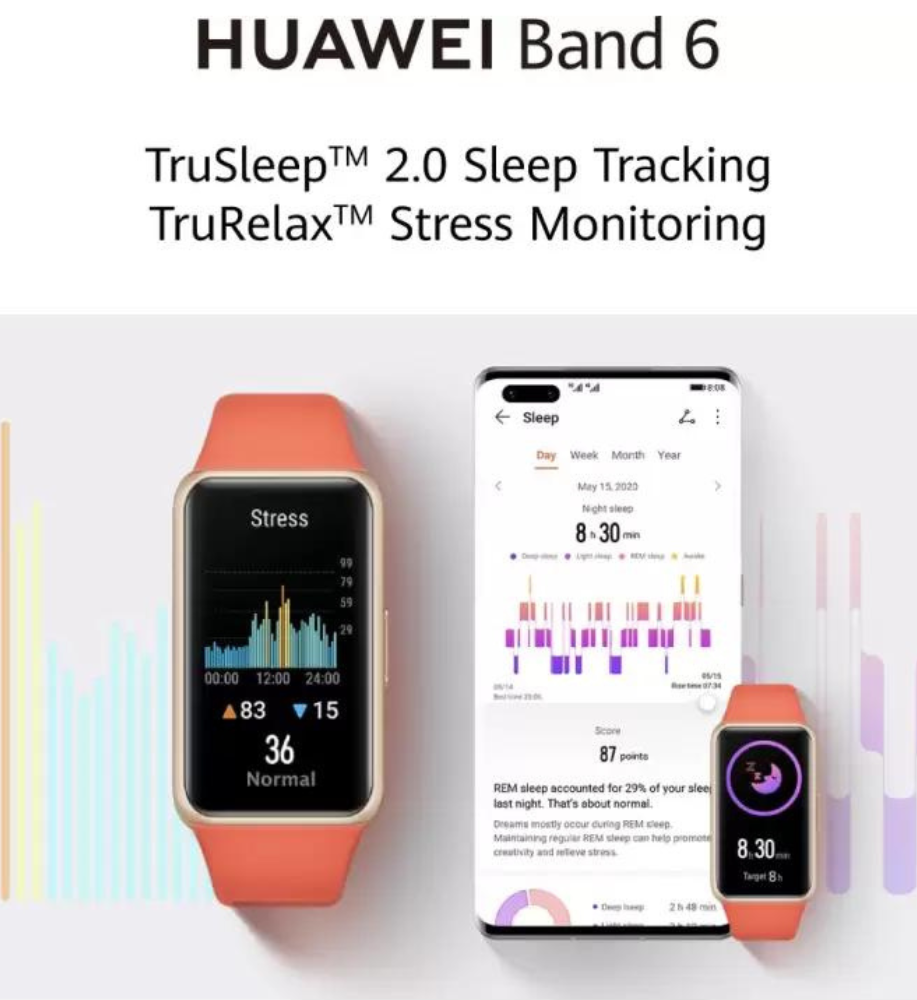 HUAWEI Band 6
TruSleep™ 2.0 Sleep Tracking
TruRelax™ Stress Monitoring
Stress
99
79
59
29
00:00 12:00 24:00
▲83 ▼15
36
Normal
8:08
Sleep
Day Week Month Year
May 15, 2020
Night sleep
8 h 30 min
Deep sleep Light sleep REM sleep Awake
05/14
05/15
Rise time 07:34
Score
87 points
REM sleep accounted for 29% of your sleep
last night. That's about normal.
Dreams mostly occur during REM sleep.
Maintaining regular REM sleep can help promote
creativity and relieve stress.
Deep sleep 2 h 48 min
8 h 30 min
Target 8 h